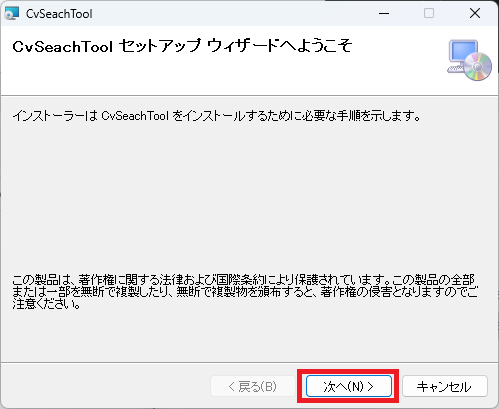 CvSeachTool
CvSeachTool セットアップ ウィザードへようこそ
インストーラーは CvSeachTool をインストールするために必要な手順を示します。
この製品は、著作権に関する法律および国際条約により保護されています。この製品の全部
または一部を無断で複製したり、無断で複製物を頒布すると、著作権の侵害となりますのでご
注意ください。
< 戻る(B)
次へ(N) >
キャンセル